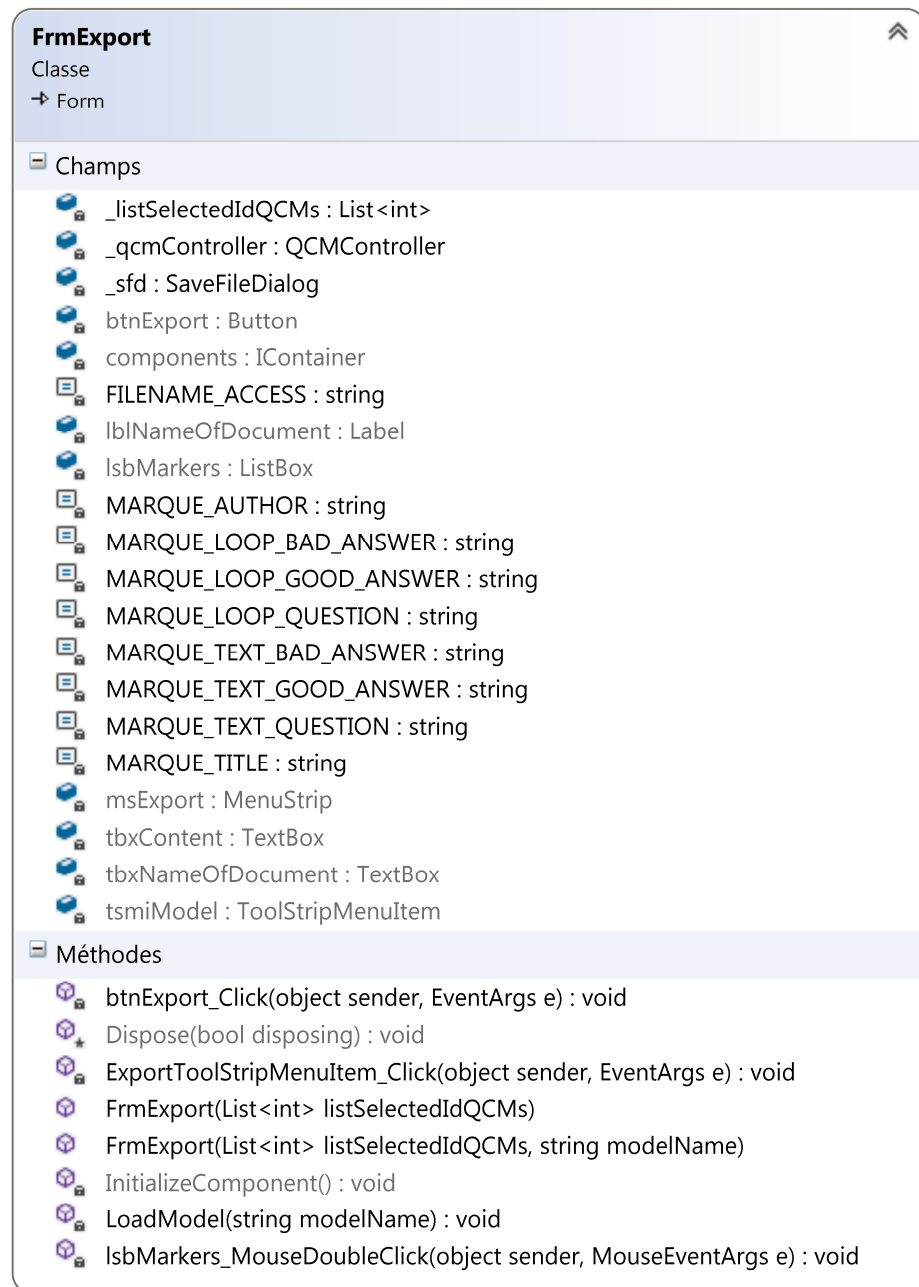 FrmExport
Classe
Form
Champs
_listSelectedIdQCMs : List<int>
_qcmController : QCMController
_sfd : SaveFileDialog
btnExport : Button
components : IContainer
FILENAME_ACCESS : string
lblNameOfDocument : Label
lsbMarkers : ListBox
MARQUE_AUTHOR : string
MARQUE_LOOP_BAD_ANSWER : string
MARQUE_LOOP_GOOD_ANSWER : string
MARQUE_LOOP_QUESTION : string
MARQUE_TEXT_BAD_ANSWER : string
MARQUE_TEXT_GOOD_ANSWER : string
MARQUE_TEXT_QUESTION : string
MARQUE_TITLE : string
msExport : MenuStrip
tbxContent : TextBox
tbxNameOfDocument : TextBox
tsmiModel : ToolStripMenuItem
Méthodes
btnExport_Click(object sender, EventArgs e) : void
Dispose(bool disposing) : void
ExportToolStripMenuItem_Click(object sender, EventArgs e) : void
FrmExport(List<int> listSelectedIdQCMs)
FrmExport(List<int> listSelectedIdQCMs, string modelName)
InitializeComponent() : void
LoadModel(string modelName) : void
lsbMarkers_MouseDoubleClick(object sender, MouseEventArgs e) : void